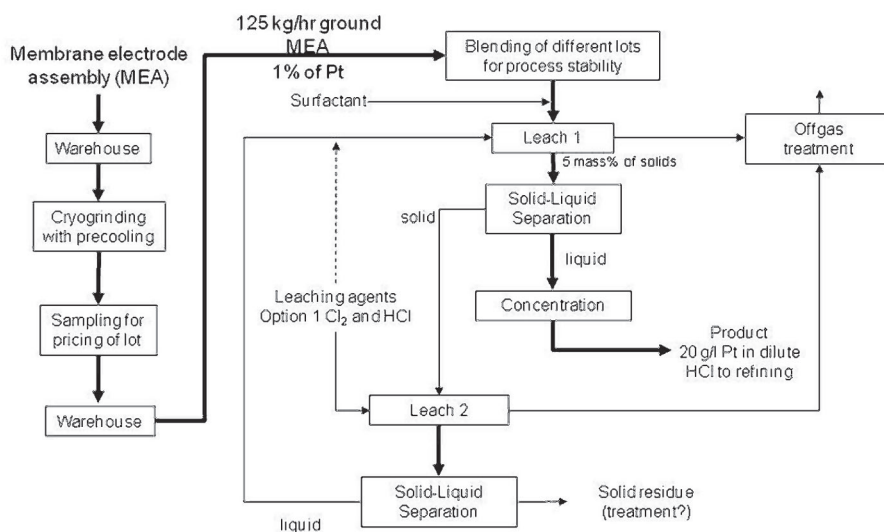 Membrane electrode
assembly (MEA)
Warehouse
Cryogrinding
with precooling
Sampling for
pricing of lot
Warehouse
125 kg/hr ground
MEA
1% of Pt
Blending of different lots
for process stability
Surfactant
Leach 1
Offgas
treatment
5 mass% of solids
Solid-Liquid
Separation
solid
liquid
Leaching agents
Option 1 Cl₂ and HCl
Concentration
Product
20 g/l Pt in dilute
HCl to refining
Leach 2
Solid-Liquid
Separation
liquid
Solid residue
(treatment?)